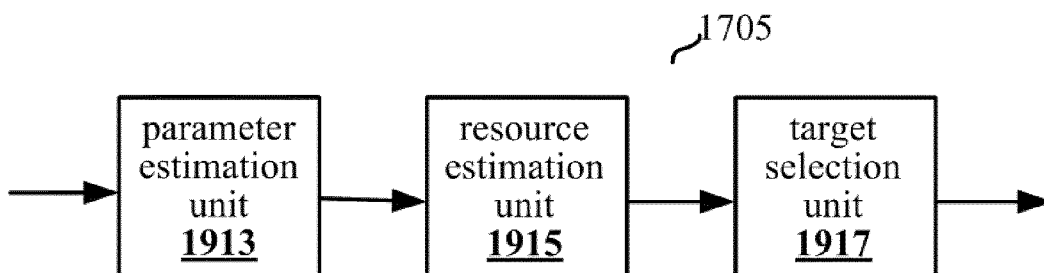 1705
parameter
estimation
unit
1913
resource
estimation
unit
1915
target
selection
unit
1917